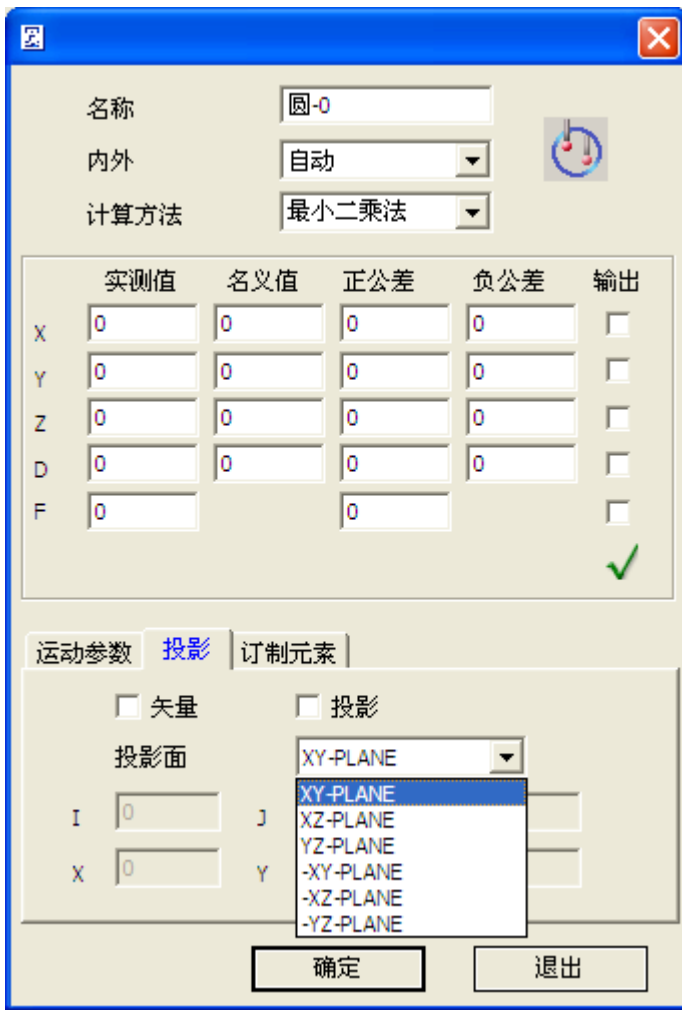 名称 圆-0
内外 自动
计算方法 最小二乘法
实测值 名义值 正公差 负公差 输出
X 0 0 0 0
Y 0 0 0 0
Z 0 0 0 0
D 0 0 0 0
F 0 0
运动参数 投影 订制元素
矢量 投影
投影面 XY-PLANE
XY-PLANE
I 0 J XZ-PLANE
YZ-PLANE
X 0 Y -XY-PLANE
-XZ-PLANE
-YZ-PLANE
确定 退出